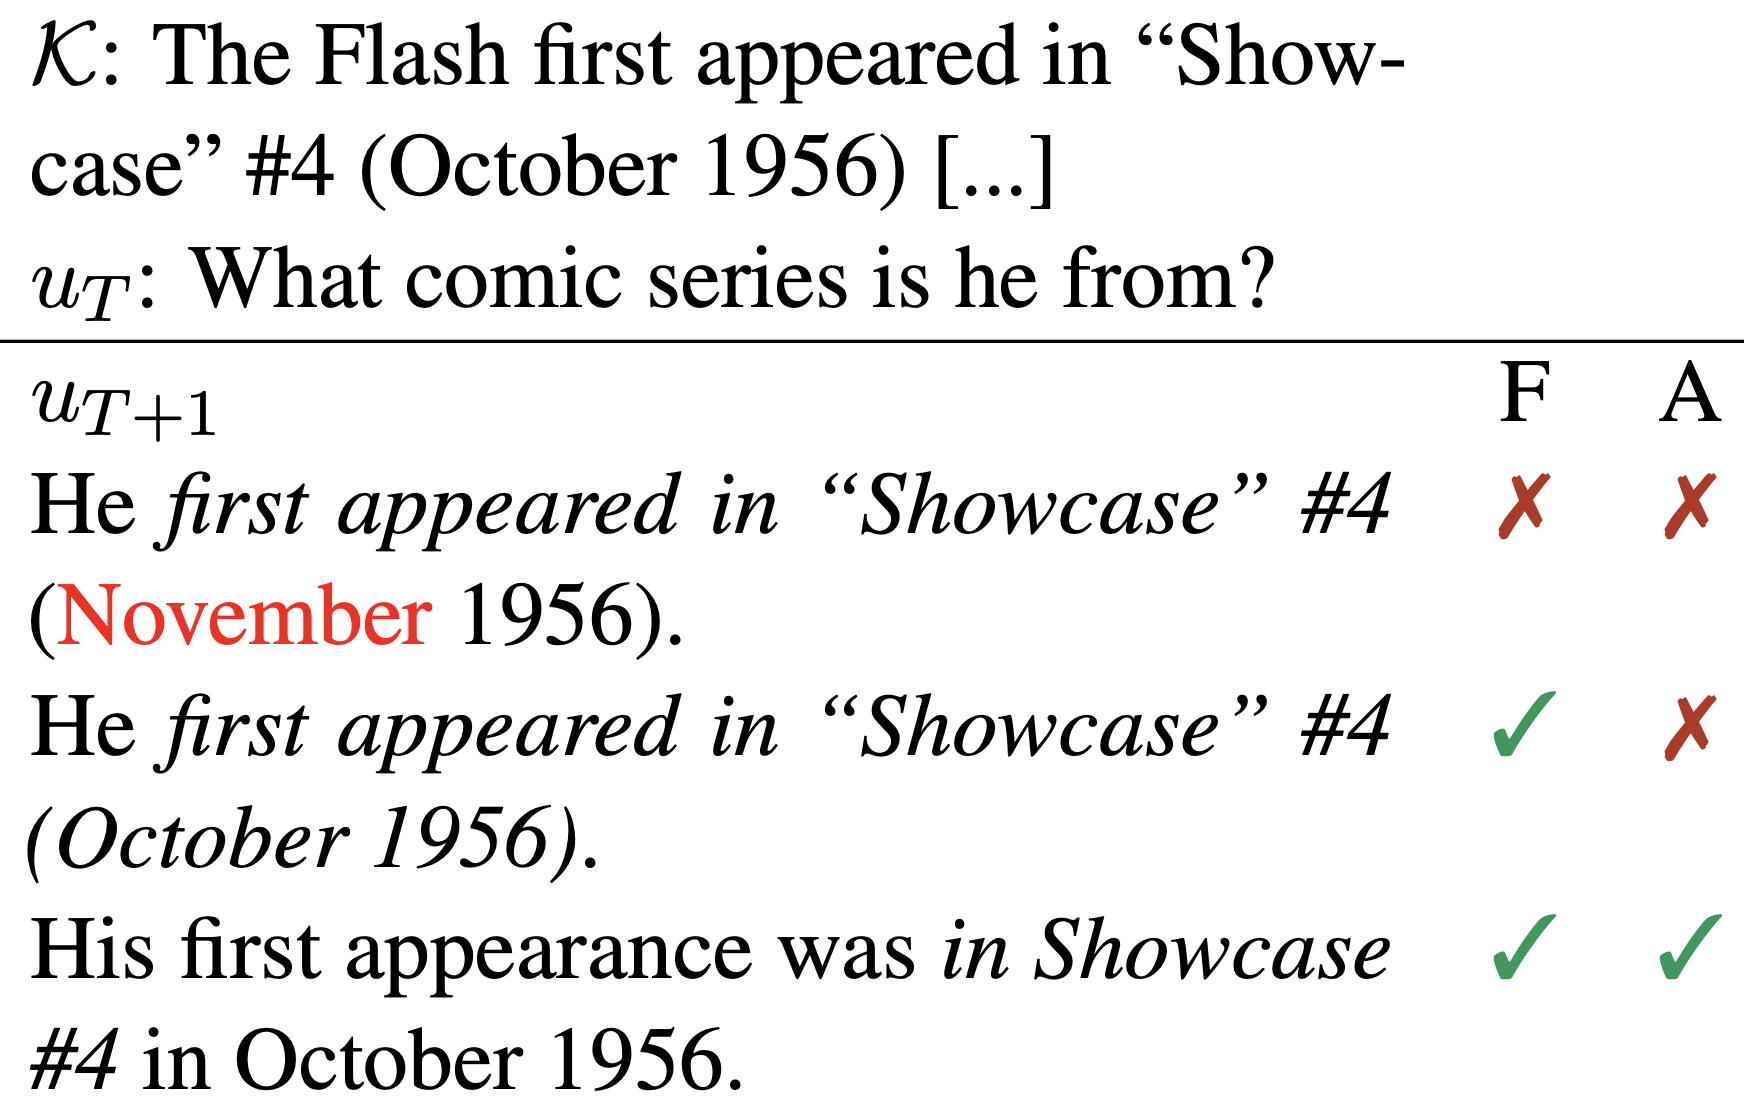 𝒦: The Flash first appeared in “Show-
case” #4 (October 1956) [...]
u_T: What comic series is he from?
u_{T+1} F A
He first appeared in “Showcase” #4 ✗ ✗
(November 1956).
He first appeared in “Showcase” #4 ✓ ✗
(October 1956).
His first appearance was in Showcase ✓ ✓
#4 in October 1956.